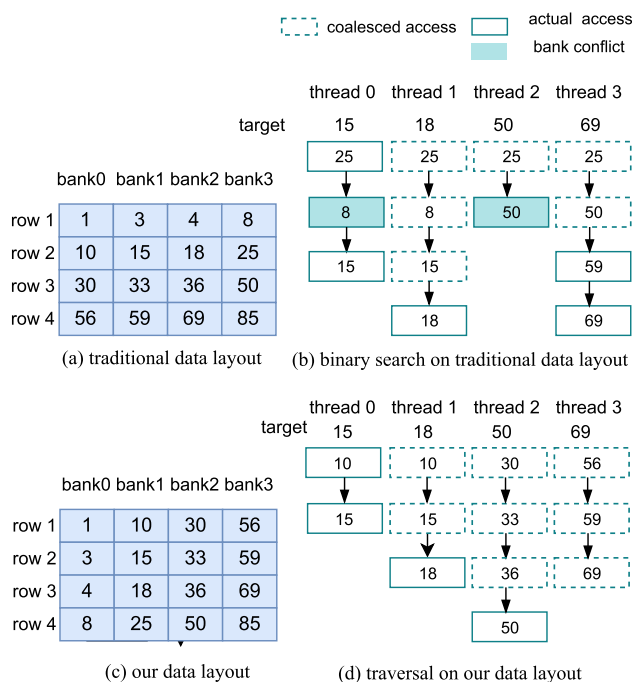 coalesced access
actual access
bank conflict
thread 0 thread 1 thread 2 thread 3
target 15 18 50 69
25 25 25 25
8 8 50 50
15 15 59
18 69
bank0 bank1 bank2 bank3
row 1 1 3 4 8
row 2 10 15 18 25
row 3 30 33 36 50
row 4 56 59 69 85
(a) traditional data layout
(b) binary search on traditional data layout
thread 0 thread 1 thread 2 thread 3
target 15 18 50 69
10 10 30 56
15 15 33 59
18 36 69
50
bank0 bank1 bank2 bank3
row 1 1 10 30 56
row 2 3 15 33 59
row 3 4 18 36 69
row 4 8 25 50 85
(c) our data layout
(d) traversal on our data layout